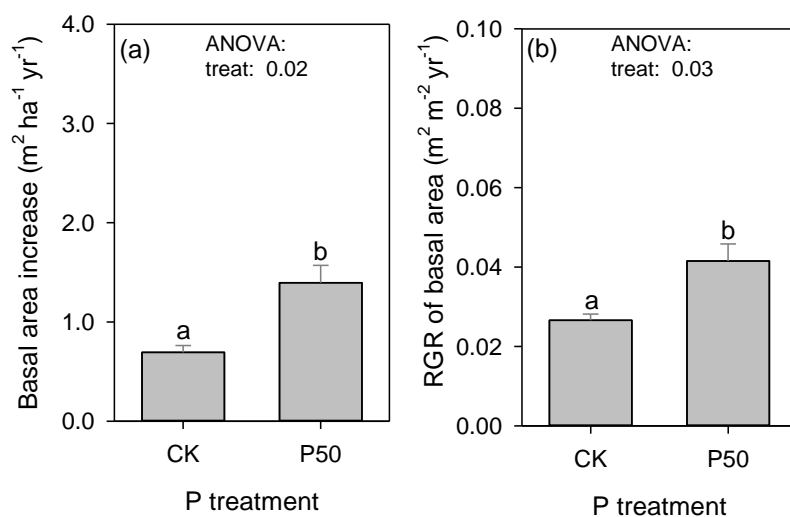 (a)
ANOVA:
treat: 0.02
Basal area increase (m² ha⁻¹ yr⁻¹)
4.0
3.0
2.0
1.0
0.0
a
b
CK
P50
P treatment
(b)
ANOVA:
treat: 0.03
RGR of basal area (m² m⁻² yr⁻¹)
0.10
0.08
0.06
0.04
0.02
0.00
a
b
CK
P50
P treatment